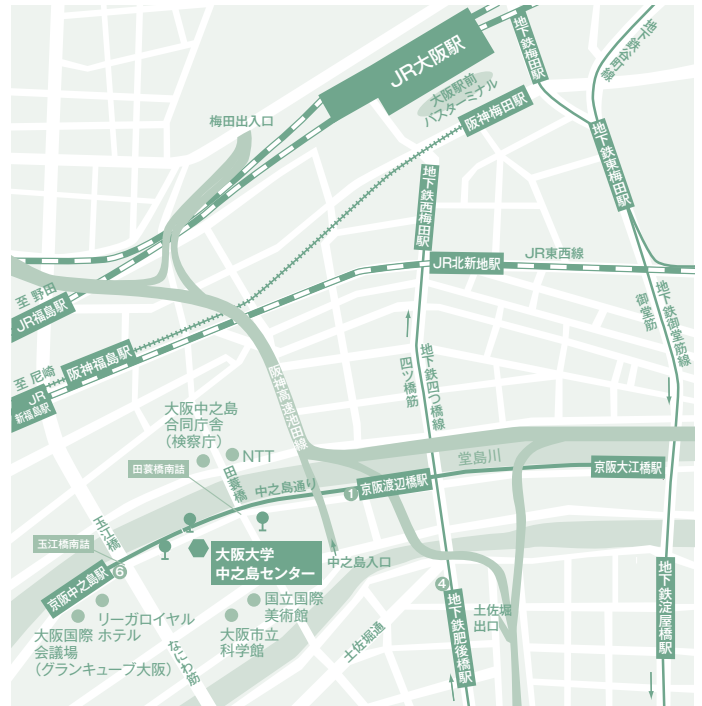 地下鉄梅田駅
地下鉄谷町線
JR大阪駅
大阪駅前
バスターミナル
阪神梅田駅
梅田出入口
地下鉄東梅田駅
地下鉄西梅田駅
JR北新地駅
JR東西線
至 野田
JR福島駅
御堂筋
地下鉄御堂筋線
阪神福島駅
至 尼崎
JR
新福島駅
阪神高速池田線
四ツ橋筋
地下鉄四つ橋線
大阪中之島
合同庁舎
(検察庁)
NTT
田蓑橋南詰
田蓑橋
中之島通り
堂島川
京阪大江橋駅
京阪渡辺橋駅
1
玉江橋
玉江橋南詰
大阪大学
中之島センター
中之島入口
京阪中之島駅
6
4
地下鉄淀屋橋駅
地下鉄肥後橋駅
土佐堀
出口
土佐堀通
国立国際
美術館
リーガロイヤル
ホテル
大阪市立
科学館
大阪国際
会議場
(グランキューブ大阪)
なにわ筋